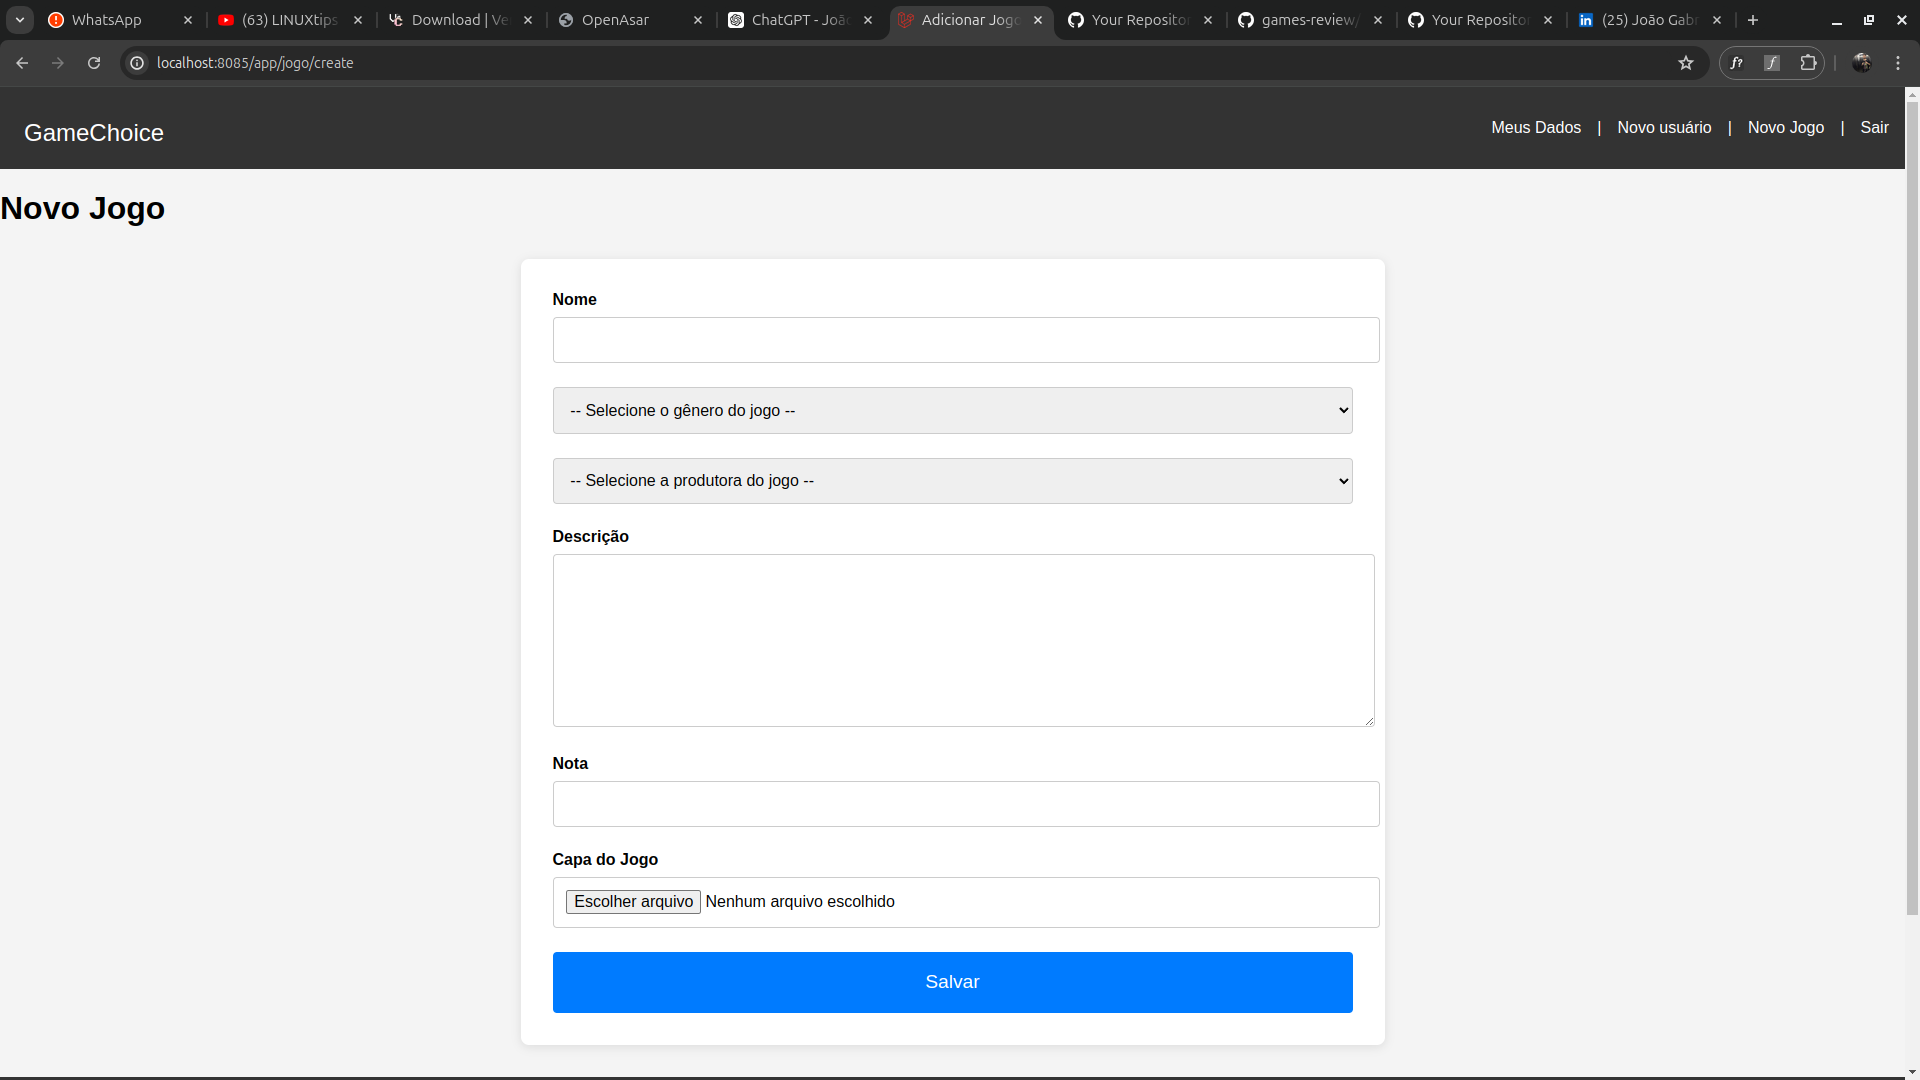 WhatsApp
(63) LINUXtips
Download | Ve
OpenAsar
ChatGPT - Joã
Adicionar Jogo
Your Reposito
games-review/
Your Reposito
(25) João Gab
localhost:8085/app/jogo/create
GameChoice
Meus Dados | Novo usuário | Novo Jogo | Sair
Novo Jogo
Nome
-- Selecione o gênero do jogo --
-- Selecione a produtora do jogo --
Descrição
Nota
Capa do Jogo
Escolher arquivo Nenhum arquivo escolhido
Salvar